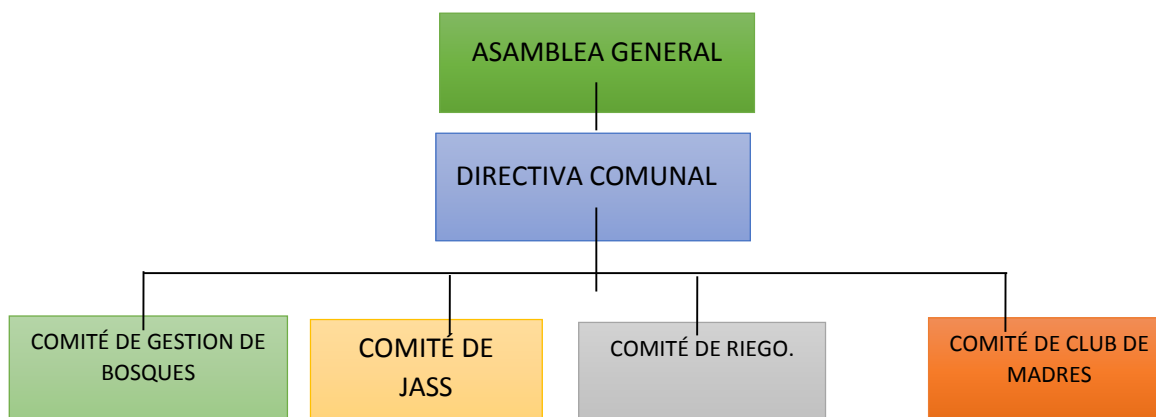 ASAMBLEA GENERAL
DIRECTIVA COMUNAL
COMITÉ DE GESTION DE
BOSQUES
COMITÉ DE
JASS
COMITÉ DE RIEGO.
COMITÉ DE CLUB DE
MADRES